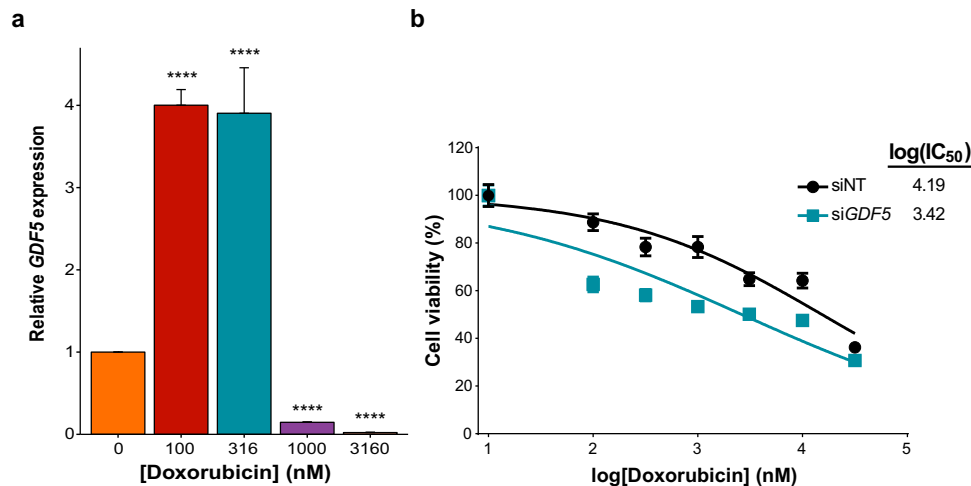 a
Relative GDF5 expression
4
3
2
1
0
****
****
****
****
0 100 316 1000 3160
[Doxorubicin] (nM)
b
log(IC50)
siNT 4.19
siGDF5 3.42
Cell viability (%)
120
100
80
60
40
20
0
1 2 3 4 5
log[Doxorubicin] (nM)